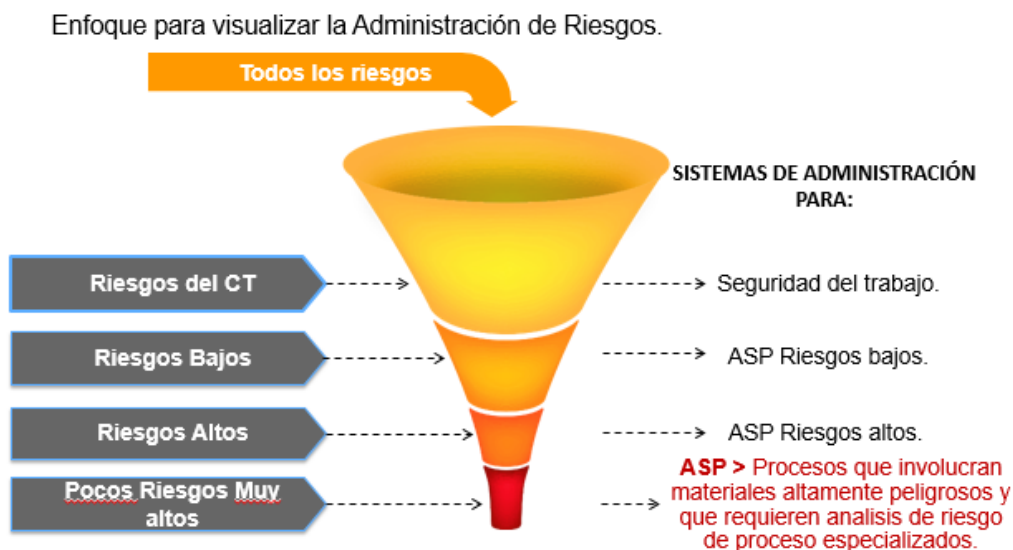 Enfoque para visualizar la Administración de Riesgos.
Todos los riesgos
SISTEMAS DE ADMINISTRACIÓN
PARA:
Riesgos del CT
Seguridad del trabajo.
Riesgos Bajos
ASP Riesgos bajos.
Riesgos Altos
ASP Riesgos altos.
Pocos Riesgos Muy
altos
ASP > Procesos que involucran
materiales altamente peligrosos y
que requieren analisis de riesgo
de proceso especializados.